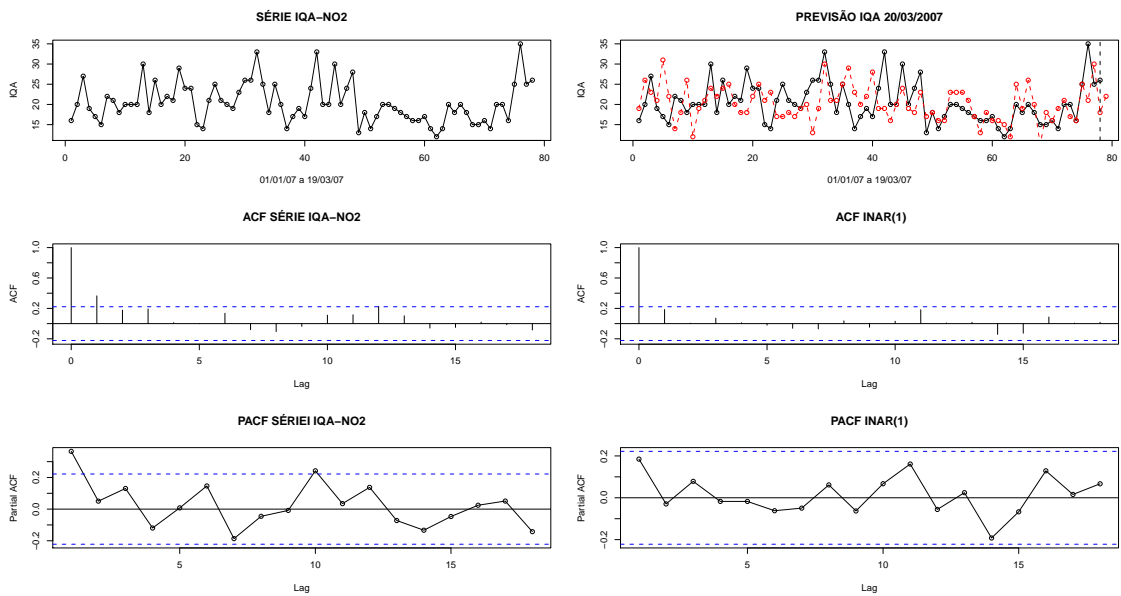 SÉRIE IQA−NO2
IQA
15 20 25 30 35
0 20 40 60 80
01/01/07 a 19/03/07
PREVISÃO IQA 20/03/2007
IQA
15 20 25 30 35
0 20 40 60 80
01/01/07 a 19/03/07
ACF SÉRIE IQA−NO2
ACF
−0.2 0.2 0.6 1.0
0 5 10 15
Lag
ACF INAR(1)
ACF
−0.2 0.2 0.6 1.0
0 5 10 15
Lag
PACF SÉRIEI IQA−NO2
Partial ACF
−0.2 0.0 0.2
5 10 15
Lag
PACF INAR(1)
Partial ACF
−0.2 0.0 0.2
5 10 15
Lag